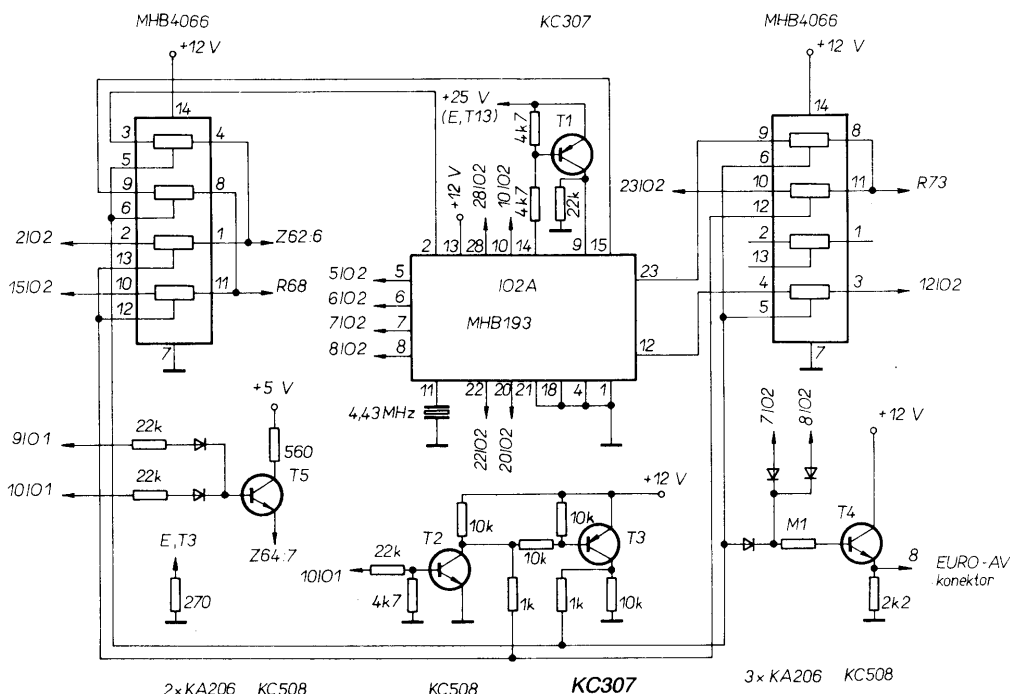 MHB4066
KC307
MHB4066
+12 V
+12 V
+25 V
(E,T13)
T1
4k7
4k7
22k
14
3
4
5
9
8
6
2
1
13
10
11
12
7
2IO2
15IO2
Z62:6
R68
+12 V
28IO2
10IO2
2
13
28
10
14
9
15
5IO2
5
6IO2
6
7IO2
7
8IO2
8
IO2A
MHB193
23
12
11
22
20
21
18
4
1
4,43 MHz
22IO2
20IO2
14
9
8
6
10
11
12
2
1
13
4
3
5
7
23IO2
R73
12IO2
+5 V
560
T5
9IO1
22k
10IO1
22k
Z64:7
E,T3
270
+12 V
10k
10k
T2
T3
22k
10k
10IO1
4k7
1k
1k
10k
7IO2
8IO2
+12 V
M1
T4
8
EURO-AV
konektor
2k2
2×KA206
KC508
KC508
KC307
3×KA206
KC508